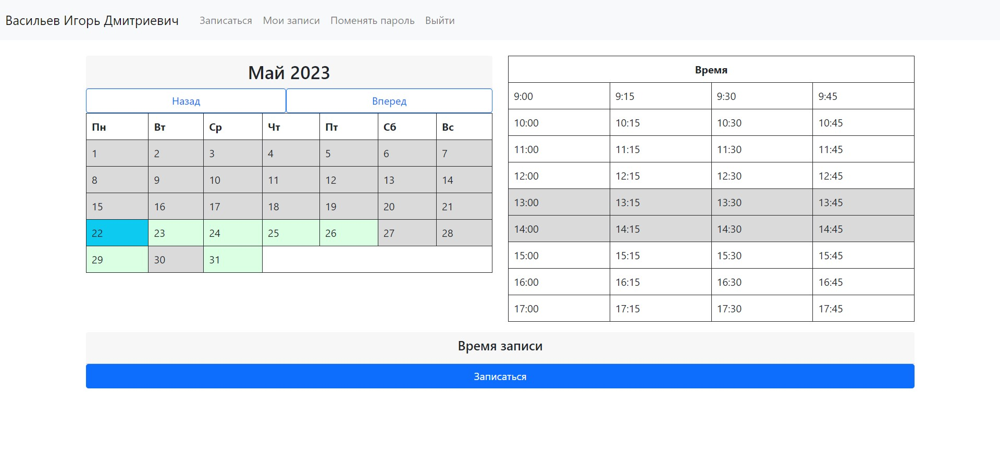 Васильев Игорь Дмитриевич Записаться Мои записи Поменять пароль Выйти
Май 2023
Назад Вперед
Пн Вт Ср Чт Пт Сб Вс
1 2 3 4 5 6 7
8 9 10 11 12 13 14
15 16 17 18 19 20 21
22 23 24 25 26 27 28
29 30 31
Время
9:00 9:15 9:30 9:45
10:00 10:15 10:30 10:45
11:00 11:15 11:30 11:45
12:00 12:15 12:30 12:45
13:00 13:15 13:30 13:45
14:00 14:15 14:30 14:45
15:00 15:15 15:30 15:45
16:00 16:15 16:30 16:45
17:00 17:15 17:30 17:45
Время записи
Записаться